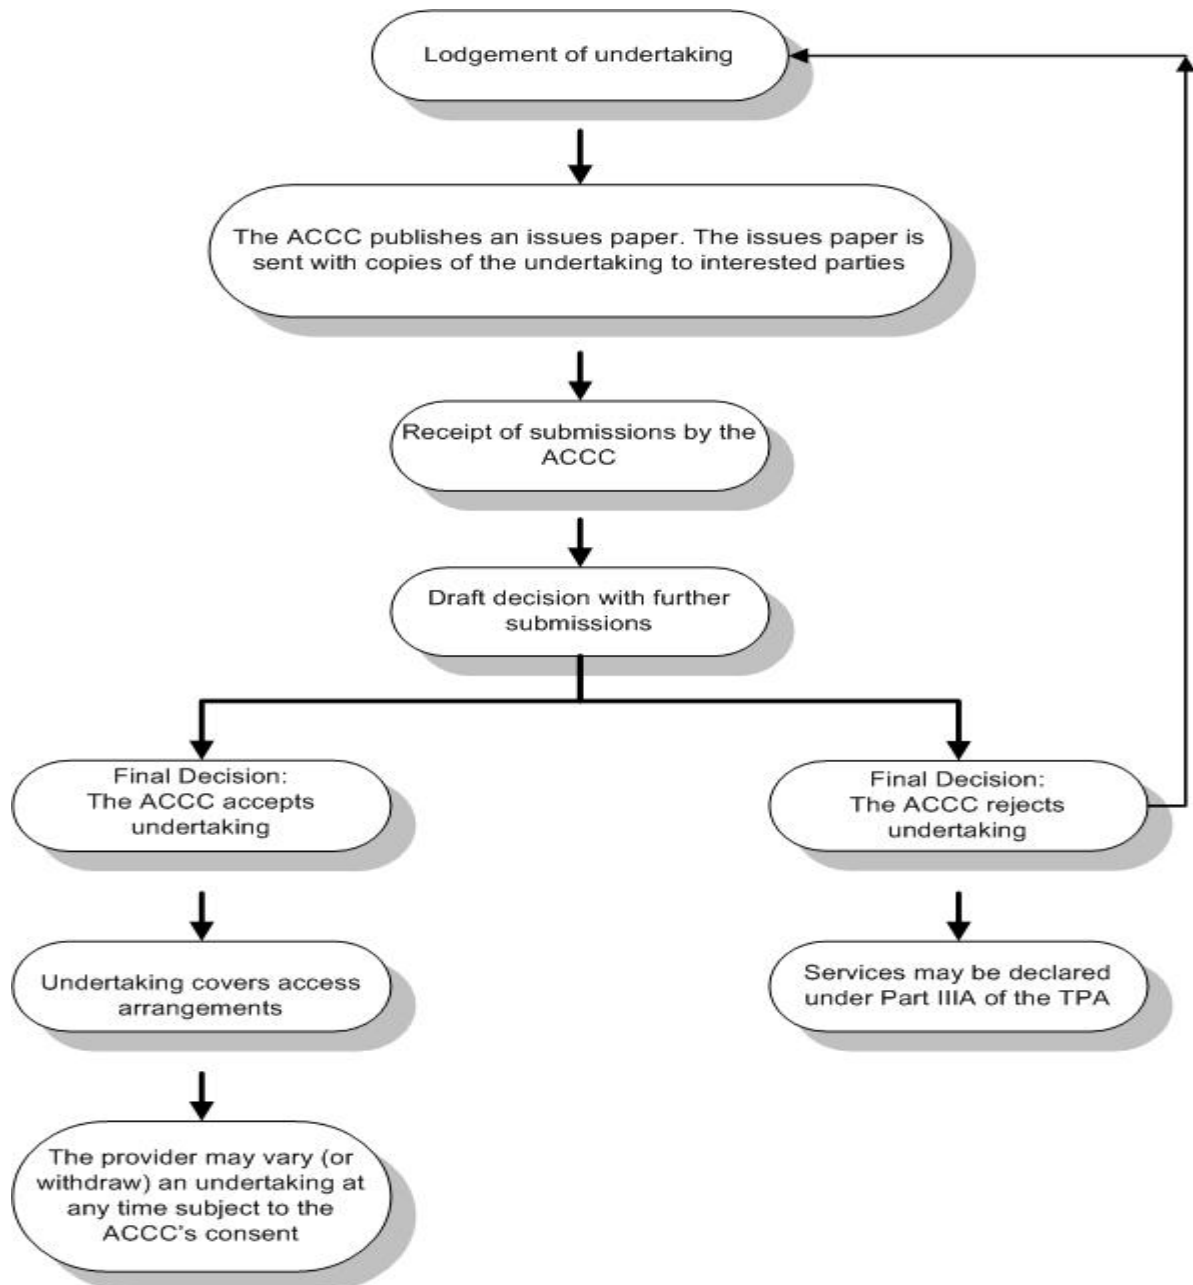 Lodgement of undertaking
The ACCC publishes an issues paper. The issues paper is
sent with copies of the undertaking to interested parties
Receipt of submissions by the
ACCC
Draft decision with further
submissions
Final Decision:
The ACCC accepts
undertaking
Final Decision:
The ACCC rejects
undertaking
Undertaking covers access
arrangements
Services may be declared
under Part IIIA of the TPA
The provider may vary (or
withdraw) an undertaking at
any time subject to the
ACCC's consent